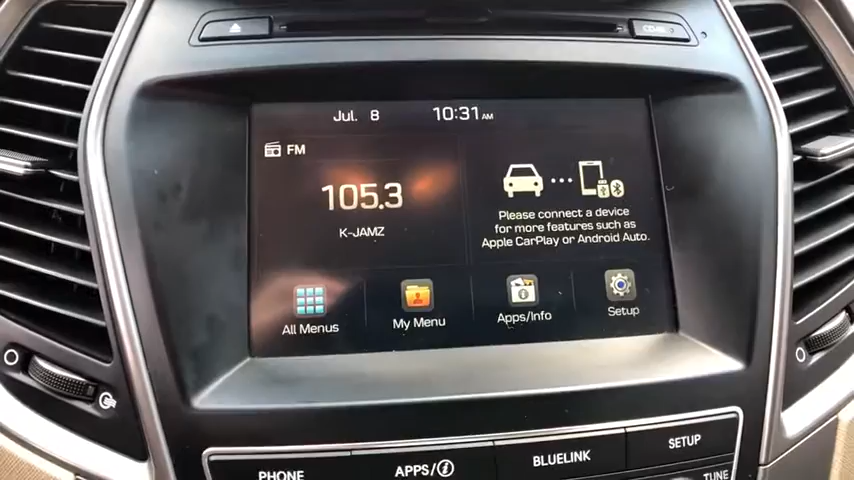 Jul. 8 10:31 AM
FM
105.3
K-JAMZ
Please connect a device
for more features such as
Apple CarPlay or Android Auto.
All Menus
My Menu
Apps/Info
Setup
PHONE
APPS/i
BLUELINK
SETUP
TUNE